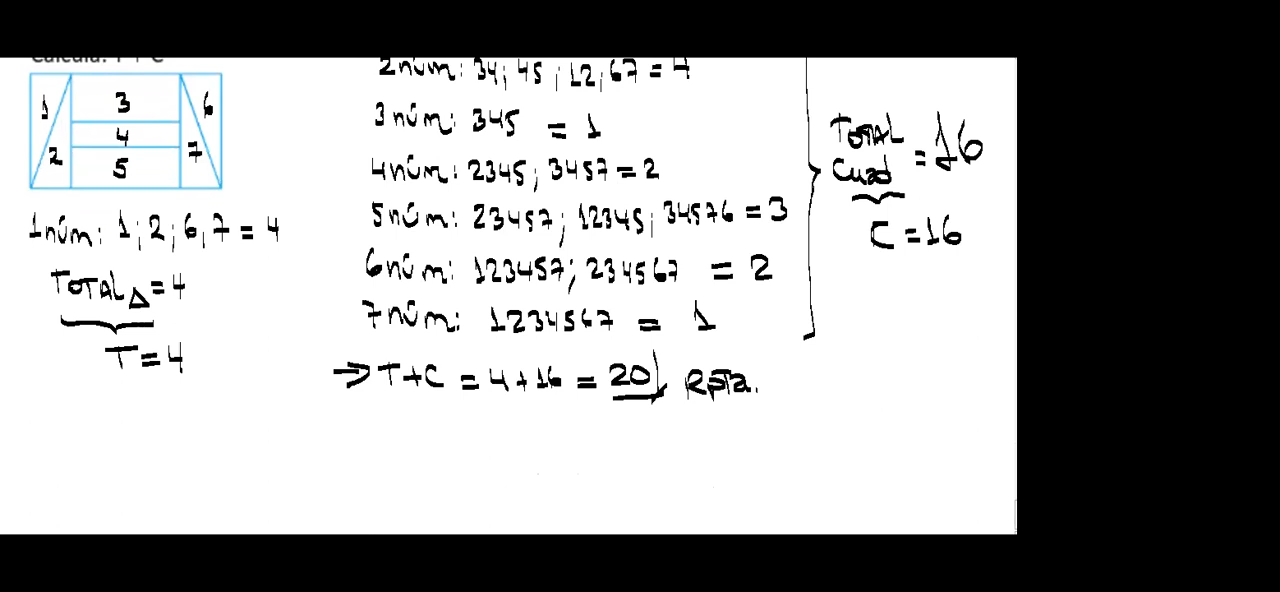 Calcula: T + C
1 3 6
4
2 5 7
1núm: 1; 2; 6; 7 = 4
TOTAL △ = 4
T = 4
2núm: 34; 45; 12; 67 = 4
3núm: 345 = 1
4núm: 2345; 3457 = 2
5núm: 23457; 12345; 34576 = 3
6núm: 123457; 234567 = 2
7núm: 1234567 = 1
⇒ T+C = 4+16 = 20 Rpta.
TOTAL
Cuad = 16
C = 16